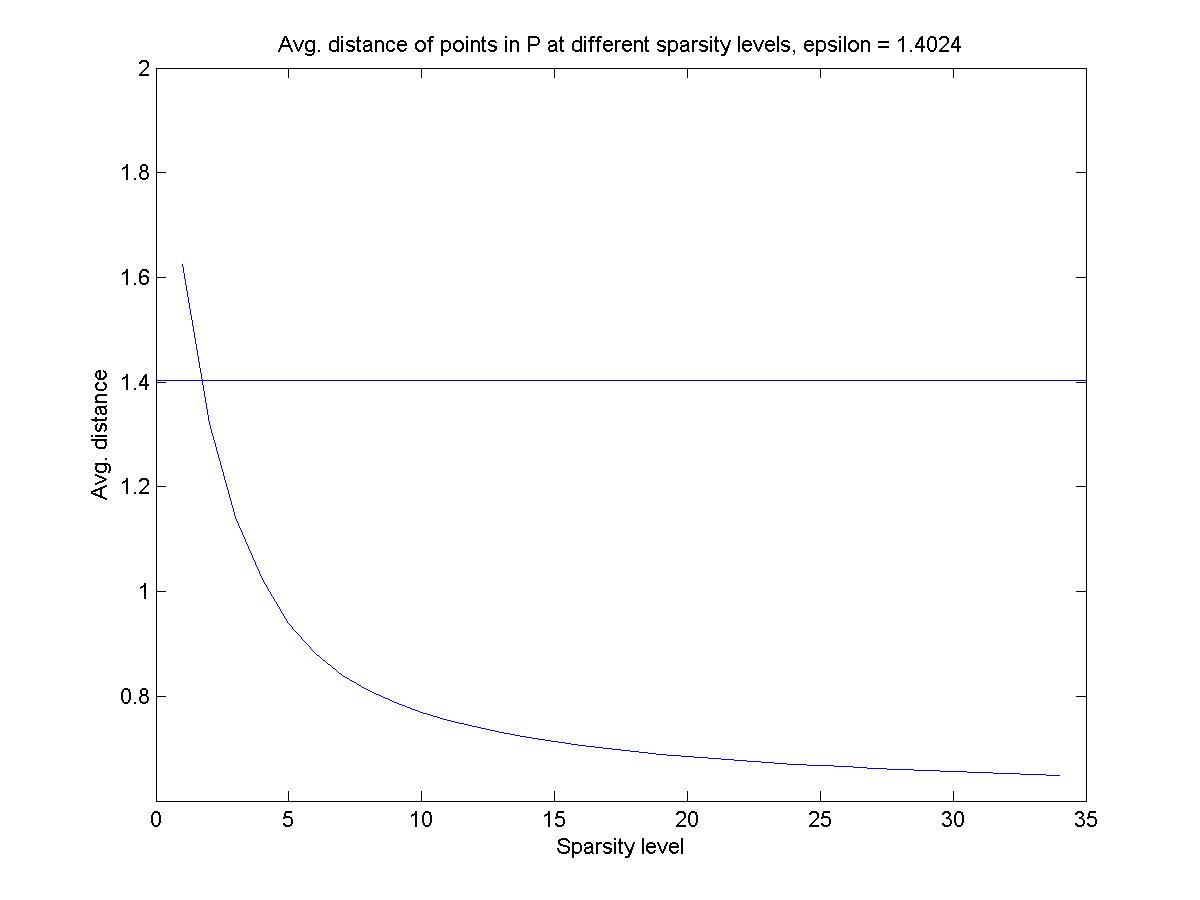 Avg. distance of points in P at different sparsity levels, epsilon = 1.4024
2
1.8
1.6
1.4
1.2
1
0.8
Avg. distance
0 5 10 15 20 25 30 35
Sparsity level